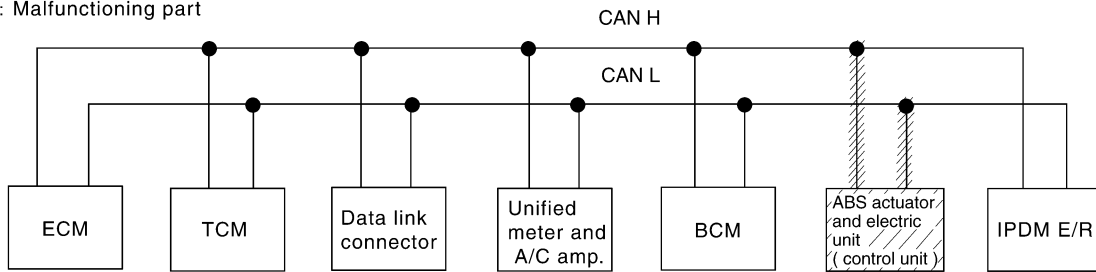 : Malfunctioning part
CAN H
CAN L
ECM
TCM
Data link
connector
Unified
meter and
A/C amp.
BCM
ABS actuator
and electric
unit
( control unit )
IPDM E/R